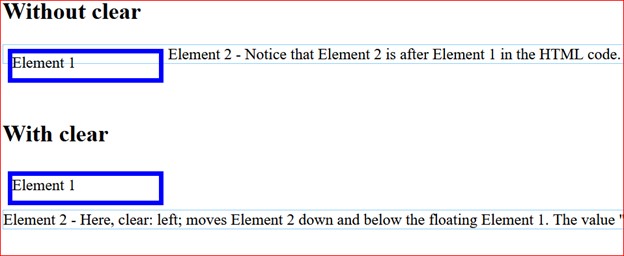 Without clear
Element 1
Element 2 - Notice that Element 2 is after Element 1 in the HTML code.
With clear
Element 1
Element 2 - Here, clear: left; moves Element 2 down and below the floating Element 1. The value "